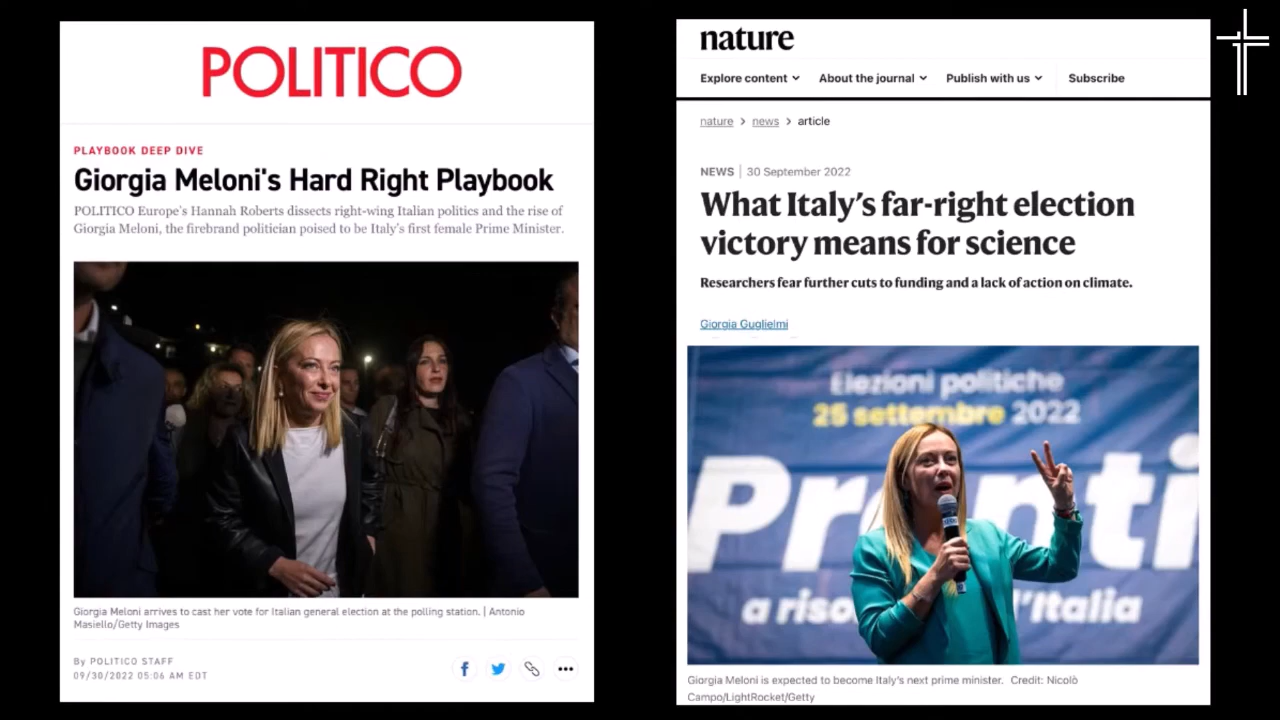 POLITICO
PLAYBOOK DEEP DIVE
Giorgia Meloni's Hard Right Playbook
POLITICO Europe's Hannah Roberts dissects right-wing Italian politics and the rise of
Giorgia Meloni, the firebrand politician poised to be Italy's first female Prime Minister.
Giorgia Meloni arrives to cast her vote for Italian general election at the polling station. | Antonio
Masiello/Getty Images
By POLITICO STAFF
09/30/2022 05:06 AM EDT
nature
Explore content About the journal Publish with us Subscribe
nature > news > article
NEWS | 30 September 2022
What Italy's far-right election
victory means for science
Researchers fear further cuts to funding and a lack of action on climate.
Giorgia Guglielmi
Elezioni politiche
25 settembre 2022
Pr nti
a riso l'Italia
Giorgia Meloni is expected to become Italy's next prime minister. Credit: Nicolò
Campo/LightRocket/Getty